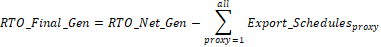 RTO_Final_Gen = RTO_Net_Gen − ∑_{proxy=1}^{all} Export_Schedules_{proxy}